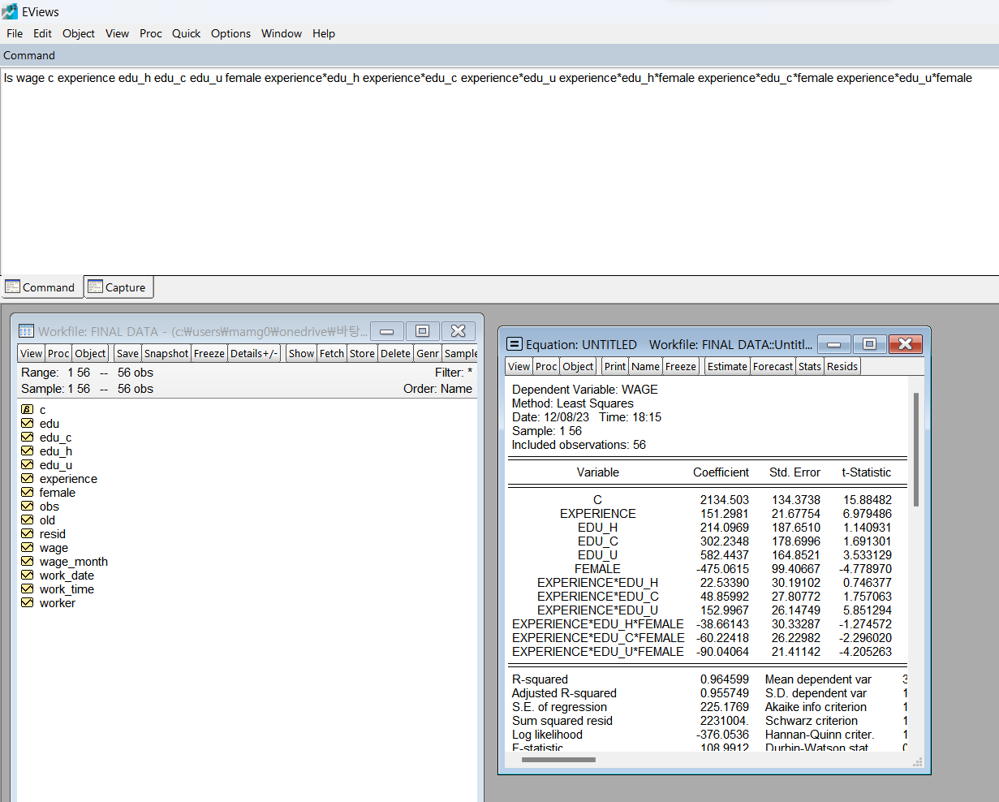 EViews
File Edit Object View Proc Quick Options Window Help
Command
ls wage c experience edu_h edu_c edu_u female experience*edu_h experience*edu_c experience*edu_u experience*edu_h*female experience*edu_c*female experience*edu_u*female
Command Capture
Workfile: FINAL DATA - (c:₩users₩mamg0₩onedrive₩바탕...
View Proc Object Save Snapshot Freeze Details+/- Show Fetch Store Delete Genr Sample
Range: 1 56 -- 56 obs Filter: *
Sample: 1 56 -- 56 obs Order: Name
β c
edu
edu_c
edu_h
edu_u
experience
female
obs
old
resid
wage
wage_month
work_date
work_time
worker
Equation: UNTITLED Workfile: FINAL DATA::Untitl...
View Proc Object Print Name Freeze Estimate Forecast Stats Resids
Dependent Variable: WAGE
Method: Least Squares
Date: 12/08/23 Time: 18:15
Sample: 1 56
Included observations: 56
Variable Coefficient Std. Error t-Statistic
C 2134.503 134.3738 15.88482
EXPERIENCE 151.2981 21.67754 6.979486
EDU_H 214.0969 187.6510 1.140931
EDU_C 302.2348 178.6996 1.691301
EDU_U 582.4437 164.8521 3.533129
FEMALE -475.0615 99.40667 -4.778970
EXPERIENCE*EDU_H 22.53390 30.19102 0.746377
EXPERIENCE*EDU_C 48.85992 27.80772 1.757063
EXPERIENCE*EDU_U 152.9967 26.14749 5.851294
EXPERIENCE*EDU_H*FEMALE -38.66143 30.33287 -1.274572
EXPERIENCE*EDU_C*FEMALE -60.22418 26.22982 -2.296020
EXPERIENCE*EDU_U*FEMALE -90.04064 21.41142 -4.205263
R-squared 0.964599 Mean dependent var 3
Adjusted R-squared 0.955749 S.D. dependent var 1
S.E. of regression 225.1769 Akaike info criterion 1
Sum squared resid 2231004. Schwarz criterion 1
Log likelihood -376.0536 Hannan-Quinn criter. 1
F-statistic 108.9912 Durbin-Watson stat 0